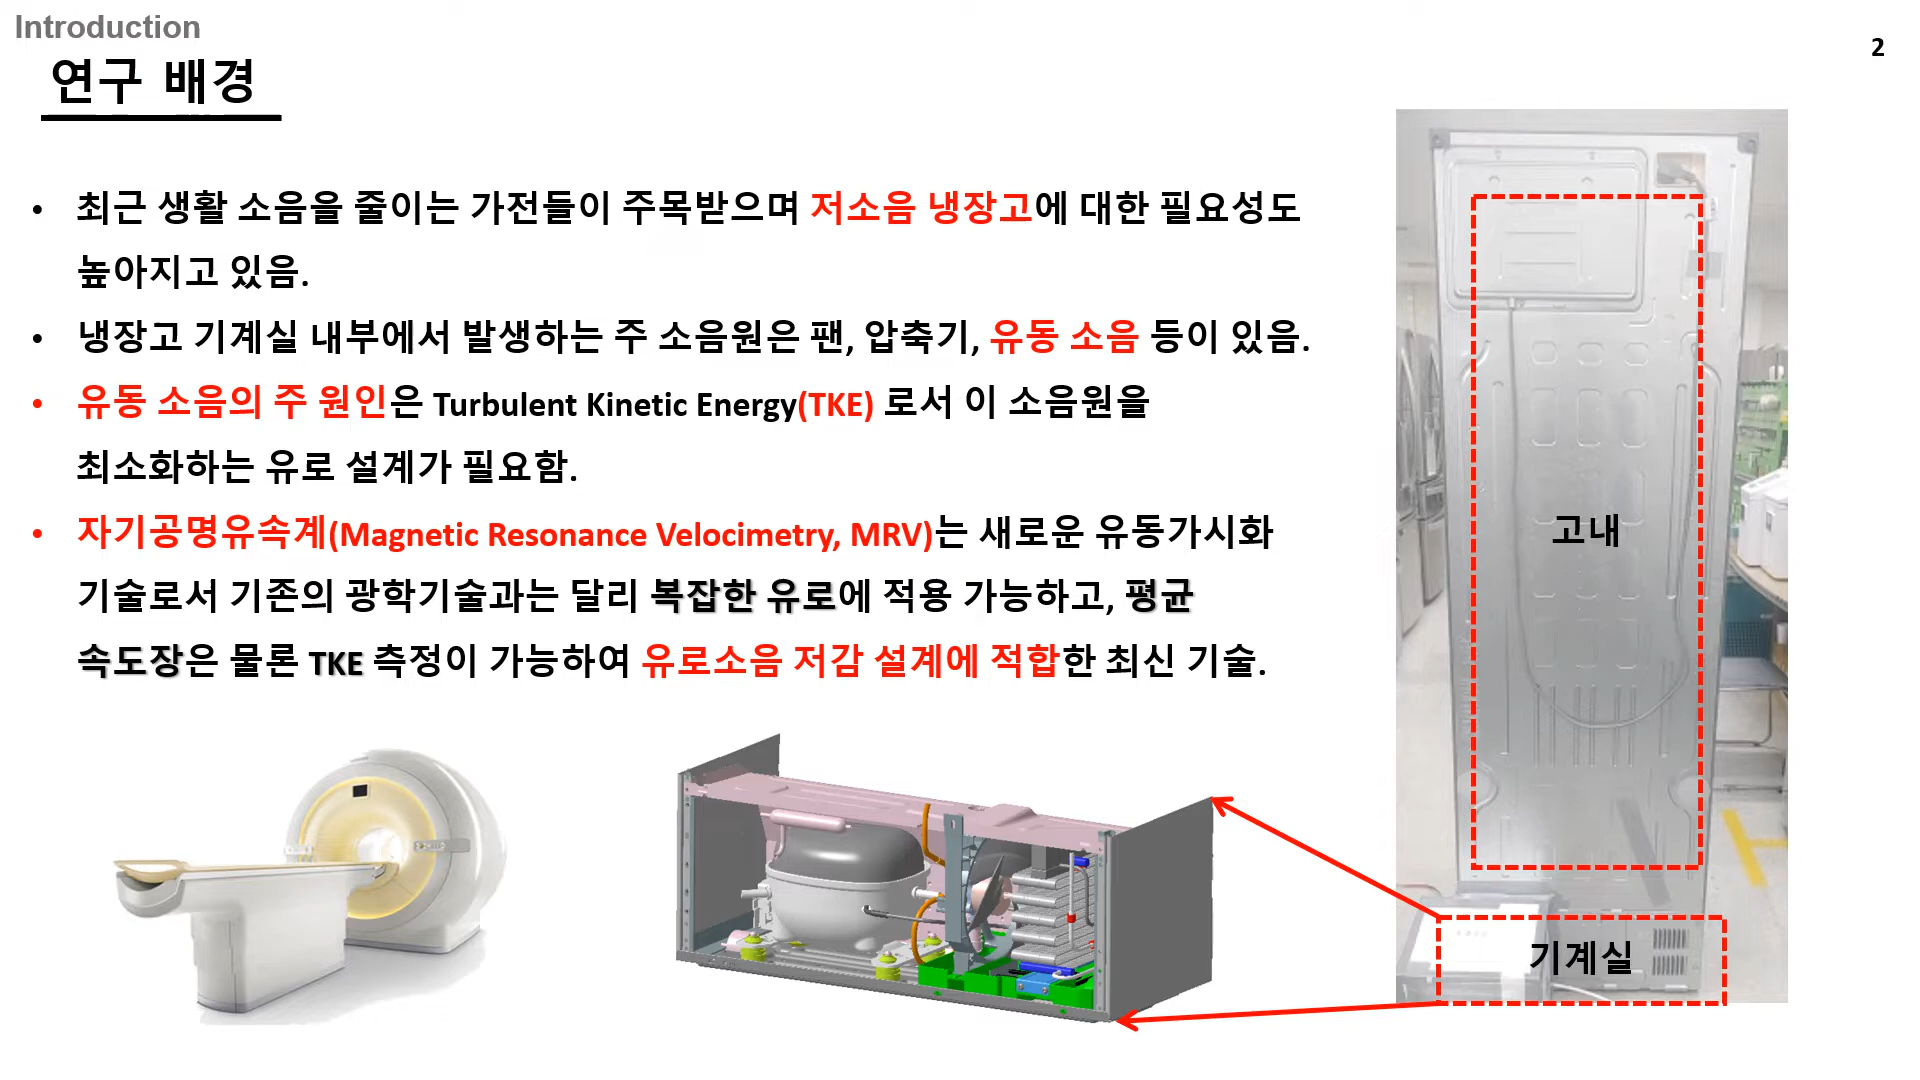 Introduction
2
연구 배경
• 최근 생활 소음을 줄이는 가전들이 주목받으며 저소음 냉장고에 대한 필요성도
높아지고 있음.
• 냉장고 기계실 내부에서 발생하는 주 소음원은 팬, 압축기, 유동 소음 등이 있음.
• 유동 소음의 주 원인은 Turbulent Kinetic Energy(TKE) 로서 이 소음원을
최소화하는 유로 설계가 필요함.
• 자기공명유속계(Magnetic Resonance Velocimetry, MRV)는 새로운 유동가시화
기술로서 기존의 광학기술과는 달리 복잡한 유로에 적용 가능하고, 평균
속도장은 물론 TKE 측정이 가능하여 유로소음 저감 설계에 적합한 최신 기술.
고내
기계실